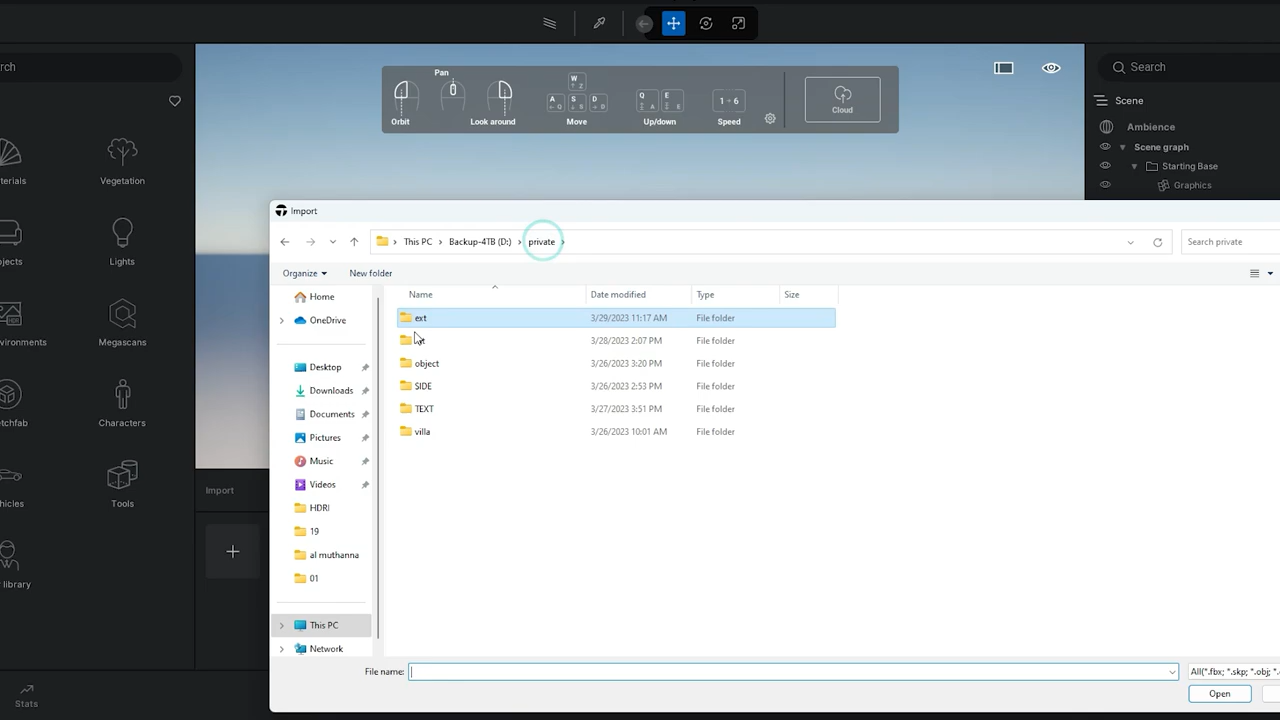 rch
Pan
W
Q
E
1 → 6
A
S
D
Cloud
Orbit
Look around
Move
Up/down
Speed
Search
Scene
Ambience
Scene graph
Starting Base
Graphics
terials
Vegetation
ojects
Lights
vironments
Megascans
etchfab
Characters
hicles
Tools
library
Stats
Import
Import
This PC
Backup-4TB (D:)
private
Search private
Organize
New folder
Name
Date modified
Type
Size
ext
3/29/2023 11:17 AM
File folder
3/28/2023 2:07 PM
File folder
object
3/26/2023 3:20 PM
File folder
SIDE
3/26/2023 2:53 PM
File folder
TEXT
3/27/2023 3:51 PM
File folder
villa
3/26/2023 10:01 AM
File folder
Home
OneDrive
Desktop
Downloads
Documents
Pictures
Music
Videos
HDRI
19
al muthanna
01
This PC
Network
File name:
All(*.fbx; *.skp; *.obj; *.
Open